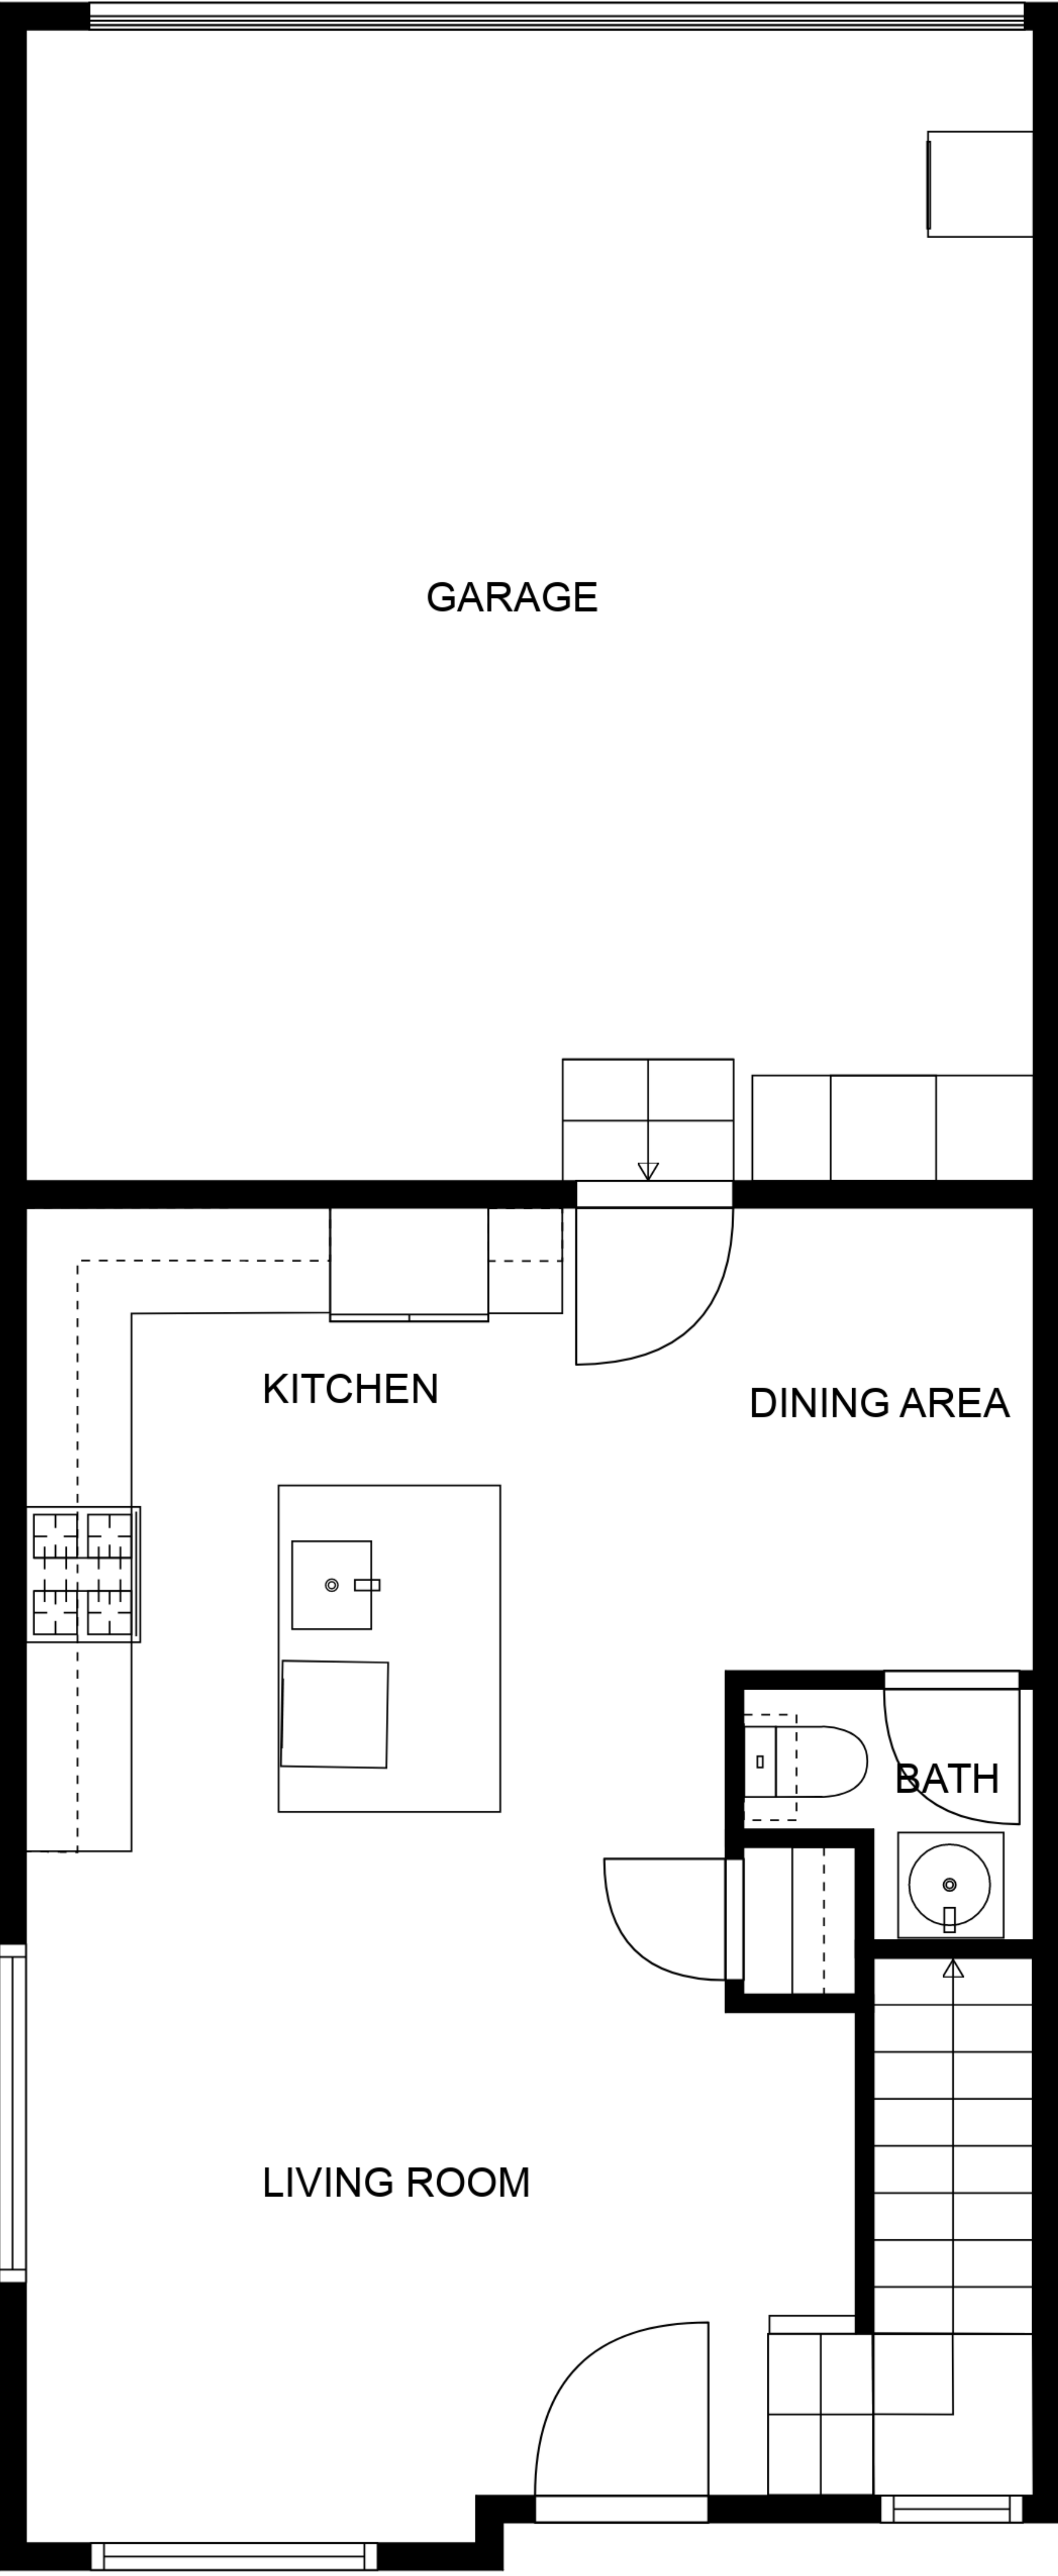 GARAGE
KITCHEN
DINING AREA
BATH
LIVING ROOM